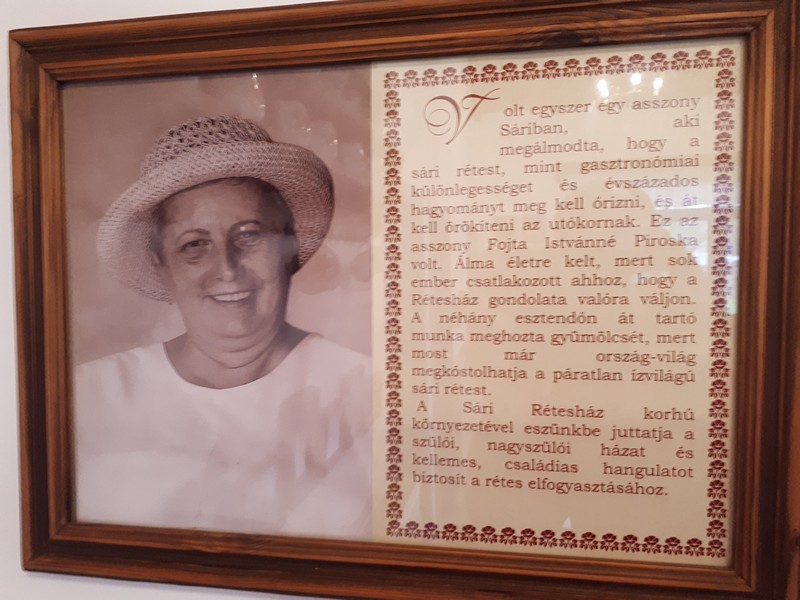 Volt egyszer egy asszony
Sáriban, aki
megálmodta, hogy a
sári rétest, mint gasztronómiai
különlegességet és évszázados
hagyományt meg kell őrizni, és át
kell örökíteni az utókornak. Ez az
asszony Fojta Istvánné Piroska
volt. Álma életre kelt, mert sok
ember csatlakozott ahhoz, hogy a
Rétesház gondolata valóra váljon.
A néhány esztendőn át tartó
munka meghozta gyümölcsét, mert
most már ország-világ
megkóstolhatja a páratlan ízvilágú
sári rétest.
A Sári Rétesház korhű
környezetével eszünkbe juttatja a
szülői, nagyszülői házat és
kellemes, családias hangulatot
biztosít a rétes elfogyasztásához.